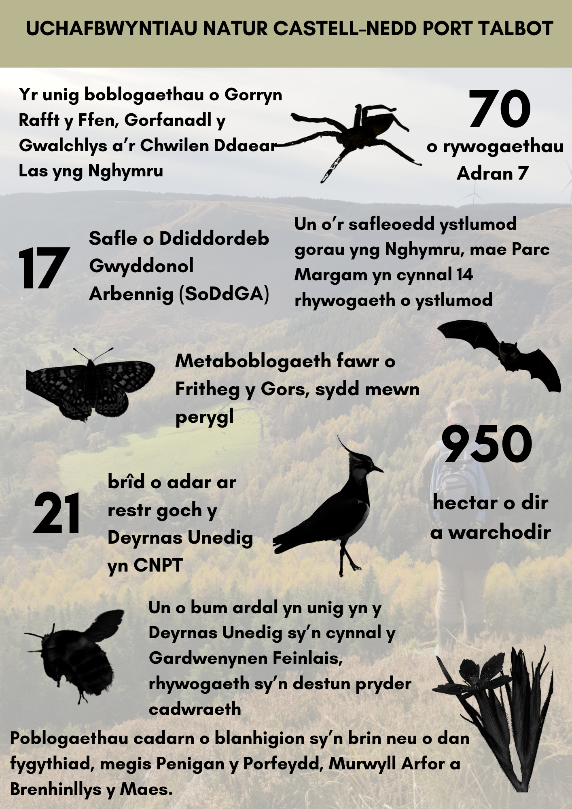 UCHAFBWYNTIAU NATUR CASTELL-NEDD PORT TALBOT
Yr unig boblogaethau o Gorryn
Rafft y Ffen, Gorfanadl y
Gwalchlys a'r Chwilen Ddaear
Las yng Nghymru
70
o rywogaethau
Adran 7
17
Safle o Ddiddordeb
Gwyddonol
Arbennig (SoDdGA)
Un o'r safleoedd ystlumod
gorau yng Nghymru, mae Parc
Margam yn cynnal 14
rhywogaeth o ystlumod
Metaboblogaeth fawr o
Fritheg y Gors, sydd mewn
perygl
950
hectar o dir
a warchodir
21
brîd o adar ar
restr goch y
Deyrnas Unedig
yn CNPT
Un o bum ardal yn unig yn y
Deyrnas Unedig sy'n cynnal y
Gardwenynen Feinlais,
rhywogaeth sy'n destun pryder
cadwraeth
Poblogaethau cadarn o blanhigion sy'n brin neu o dan
fygythiad, megis Penigan y Porfeydd, Murwyll Arfor a
Brenhinllys y Maes.